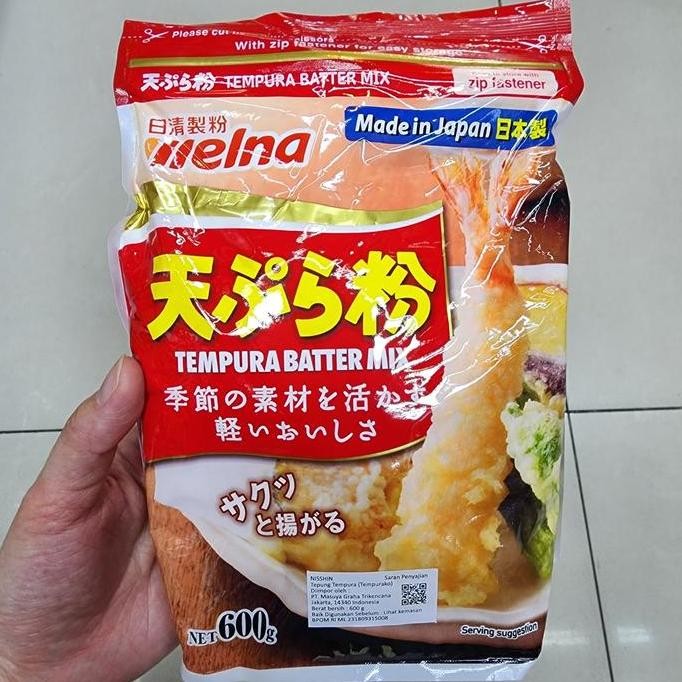 Please cut
With zip fastener for easy storage
天ぷら粉 TEMPURA BATTER MIX
zip fastener
日清製粉
welna
Made in Japan 日本製
天ぷら粉
TEMPURA BATTER MIX
季節の素材を活かす
軽いおいしさ
サクッ
と揚がる
NISSHIN Saran Penyajian
Tepung Tempura (Tempurako)
Diimpor oleh :
PT. Masuya Graha Trikencana
Jakarta, 14340 Indonesia
Berat bersih : 600 g
Baik Digunakan Sebelum : Lihat kemasan
BPOM RI ML 231809315008
NET 600g
Serving suggestion